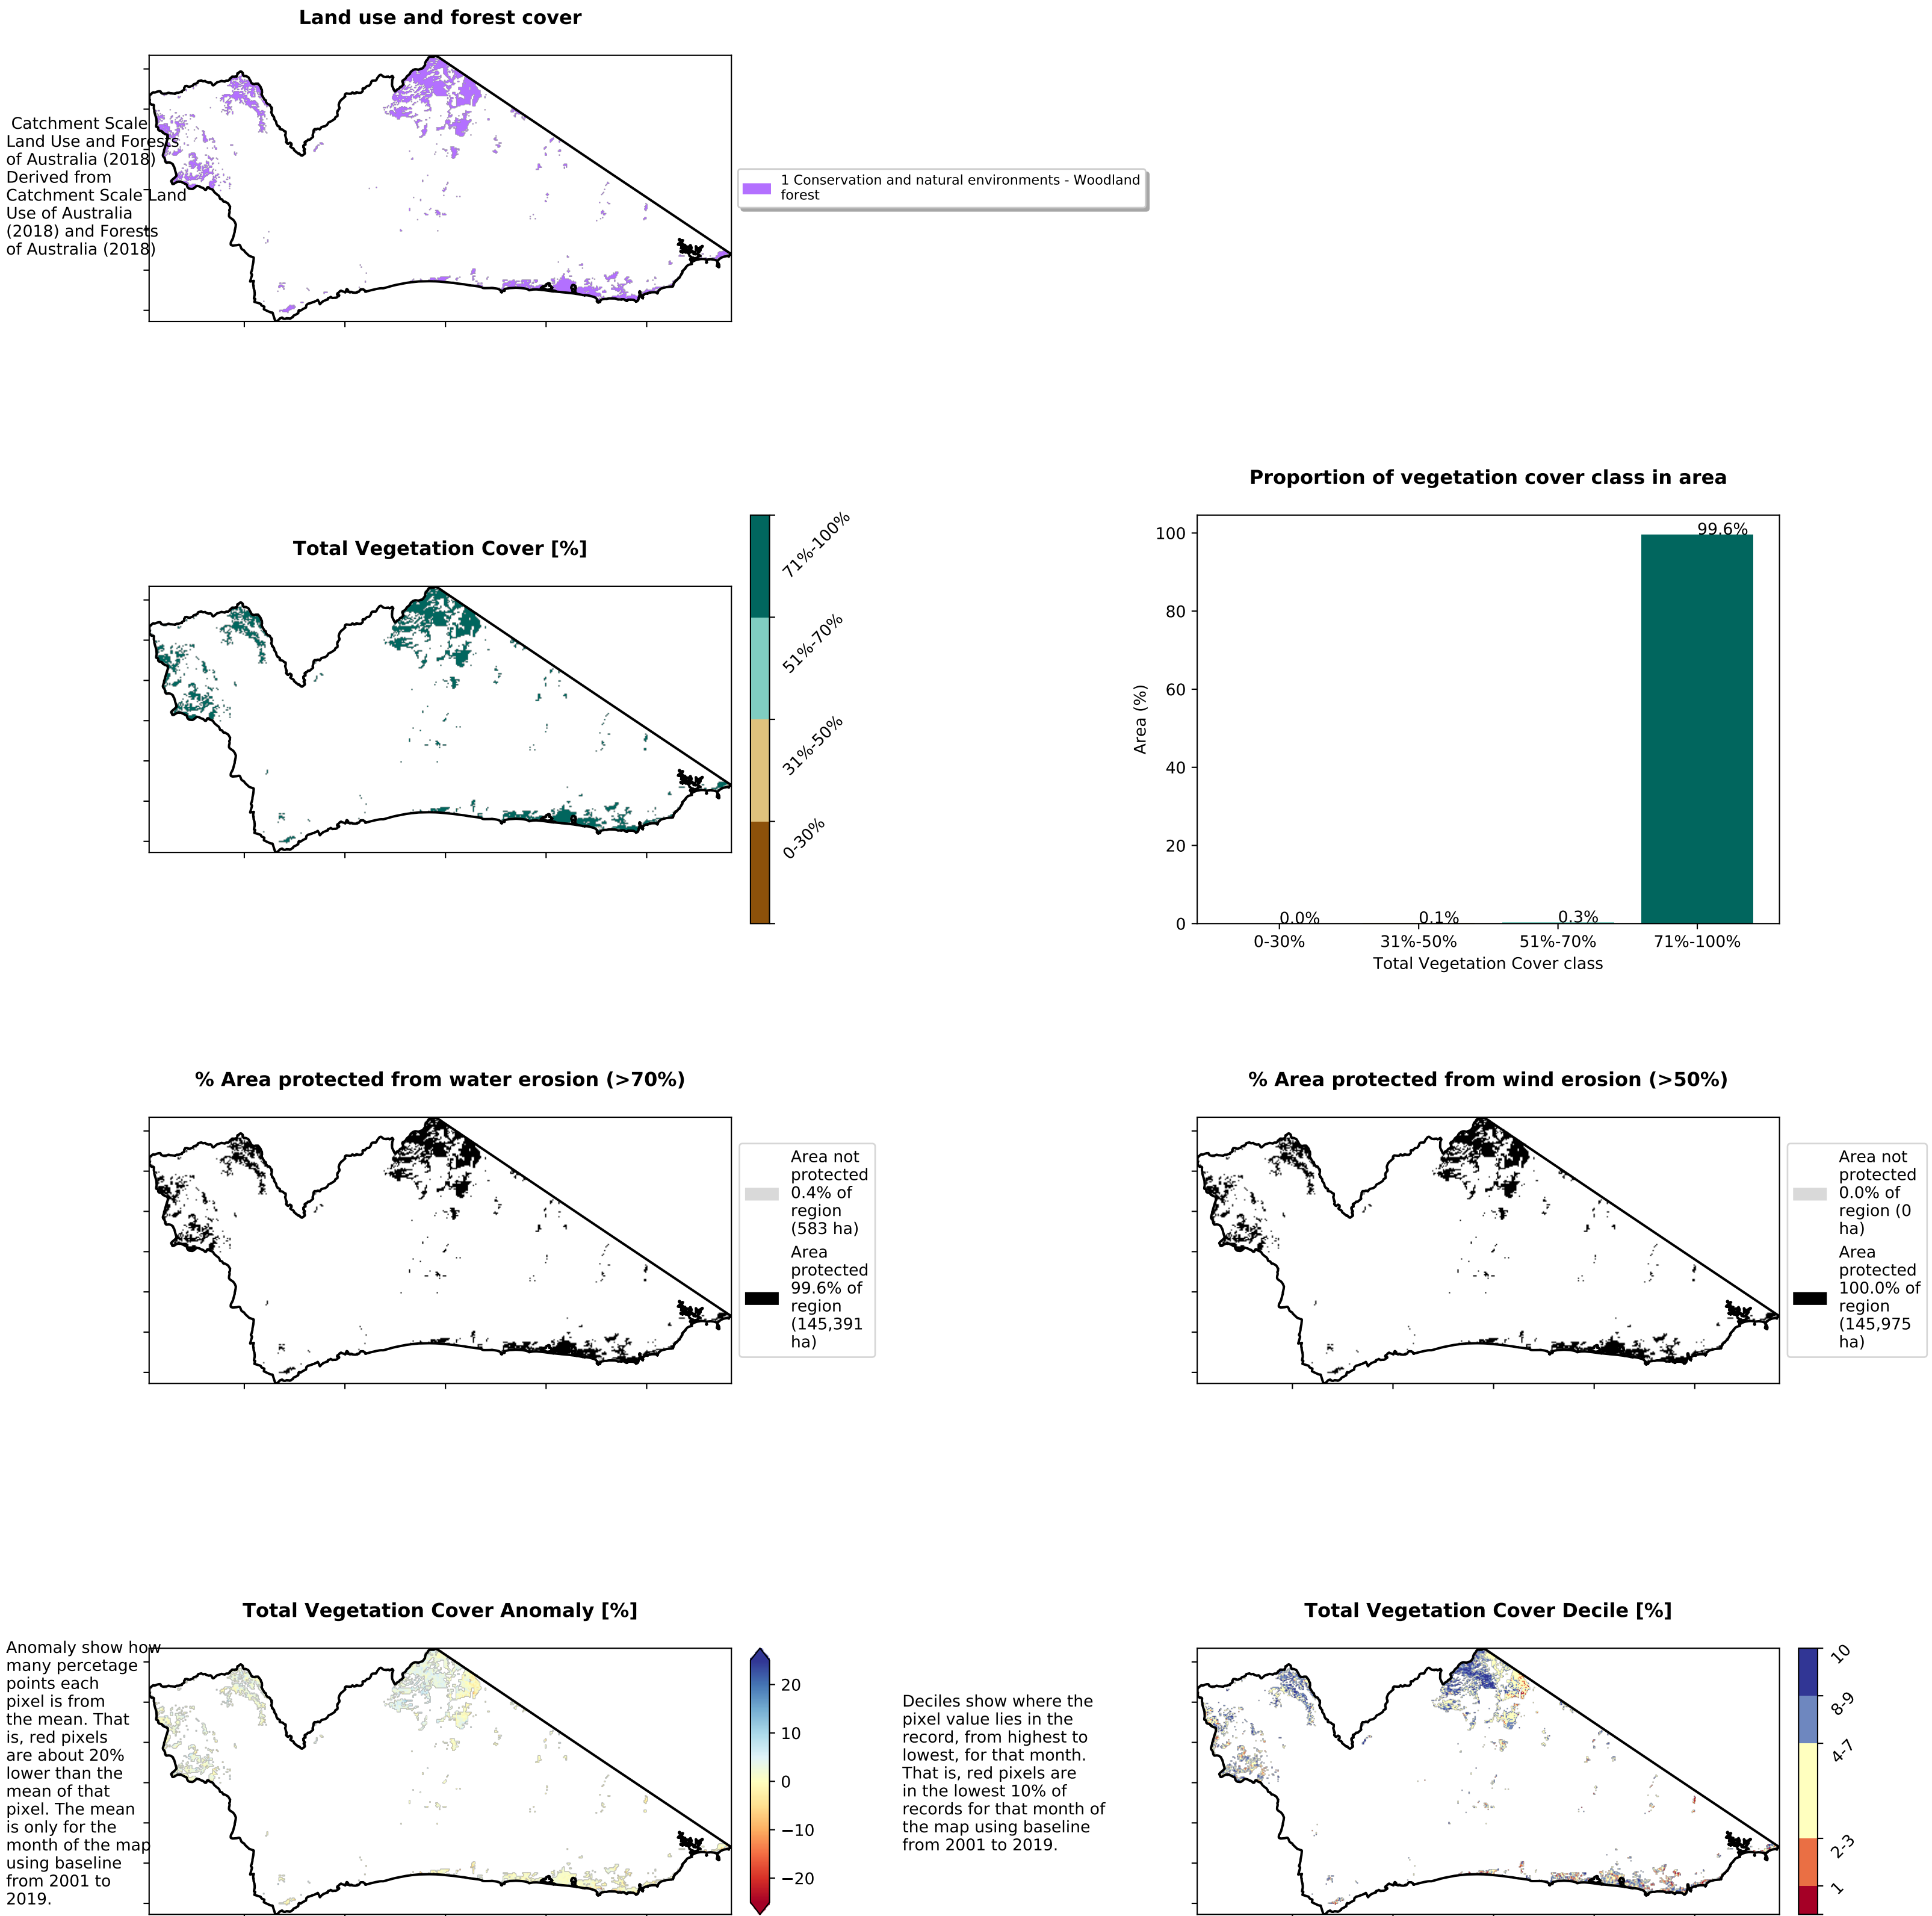 Land use and forest cover
Catchment Scale
Land Use and Forests
of Australia (2018)
Derived from
Catchment Scale Land
Use of Australia
(2018) and Forests
of Australia (2018)
1 Conservation and natural environments - Woodland
forest
Total Vegetation Cover [%]
71%-100%
51%-70%
31%-50%
0-30%
Proportion of vegetation cover class in area
Area (%)
100
80
60
40
20
0
0.0%
0.1%
0.3%
99.6%
0-30%
31%-50%
51%-70%
71%-100%
Total Vegetation Cover class
% Area protected from water erosion (>70%)
Area not
protected
0.4% of
region
(583 ha)
Area
protected
99.6% of
region
(145,391
ha)
% Area protected from wind erosion (>50%)
Area not
protected
0.0% of
region (0
ha)
Area
protected
100.0% of
region
(145,975
ha)
Total Vegetation Cover Anomaly [%]
Anomaly show how
many percetage
points each
pixel is from
the mean. That
is, red pixels
are about 20%
lower than the
mean of that
pixel. The mean
is only for the
month of the map
using baseline
from 2001 to
2019.
20
10
0
−10
−20
Total Vegetation Cover Decile [%]
Deciles show where the
pixel value lies in the
record, from highest to
lowest, for that month.
That is, red pixels are
in the lowest 10% of
records for that month of
the map using baseline
from 2001 to 2019.
10
8-9
4-7
2-3
1